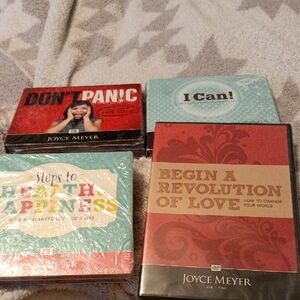 DON'T PAN!C
JOYCE MEYER
I Can!
Steps to
HEALTH
HAPPINESS
BEGIN A
REVOLUTION
OF LOVE
HOW TO CHANGE
YOUR WORLD
JOYCE MEYER